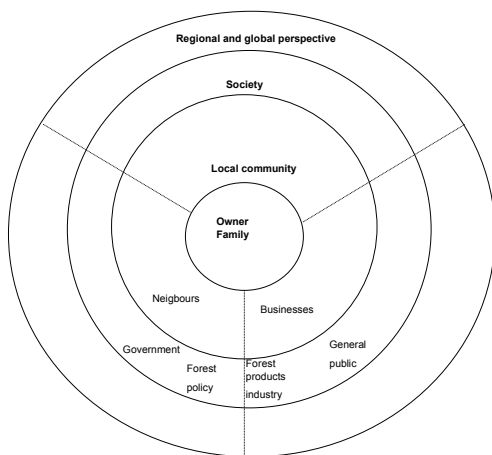 Regional and global perspective
Society
Local community
Owner
Family
Neigbours
Businesses
Government
General
public
Forest
policy
Forest
products
industry